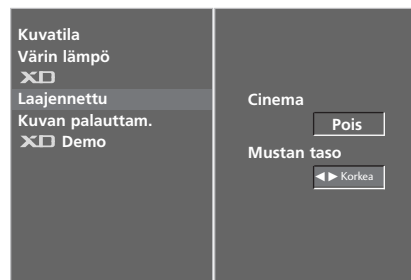 Kuvatila
Värin lämpö
XD
Laajennettu
Kuvan palauttam.
XD Demo
Cinema
Pois
Mustan taso
◀▶ Korkea